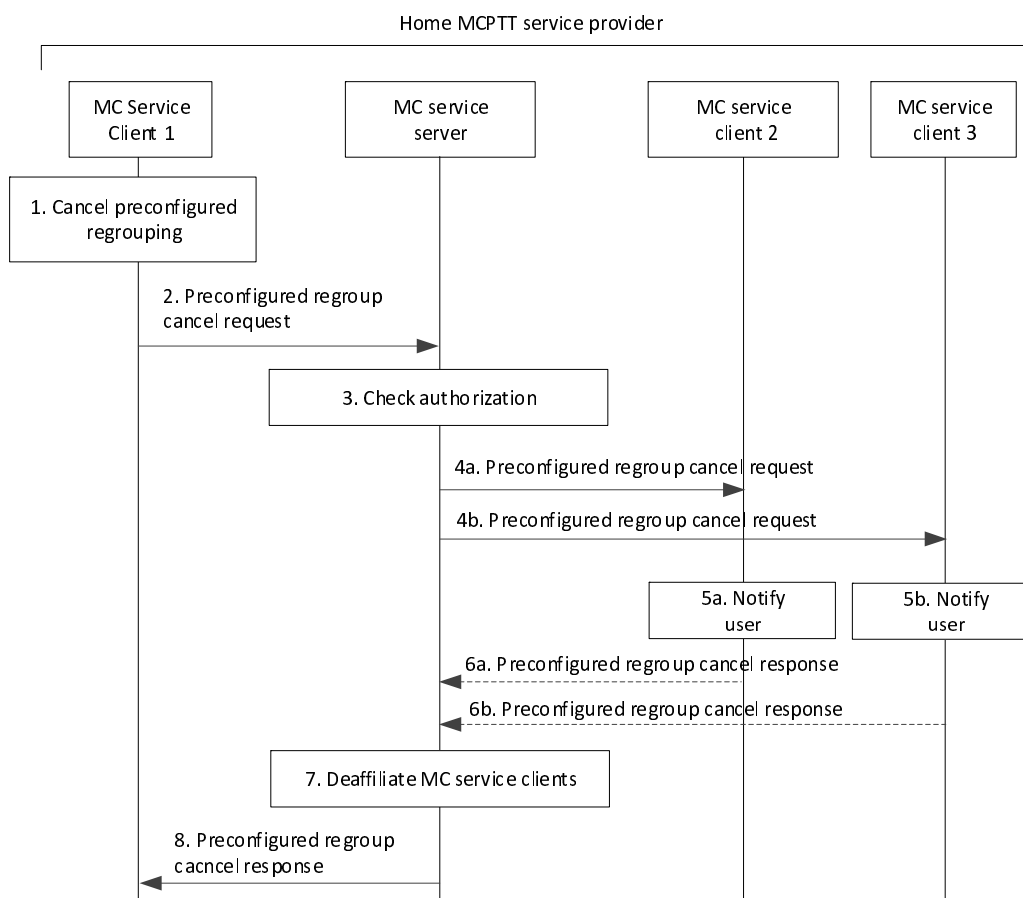 Home MCPTT service provider
MC Service
Client 1
MC service
server
MC service
client 2
MC service
client 3
1. Cancel preconfigured
regrouping
2. Preconfigured regroup
cancel request
3. Check authorization
4a. Preconfigured regroup cancel request
4b. Preconfigured regroup cancel request
5a. Notify
user
5b. Notify
user
6a. Preconfigured regroup cancel response
6b. Preconfigured regroup cancel response
7. Deaffiliate MC service clients
8. Preconfigured regroup
cacncel response